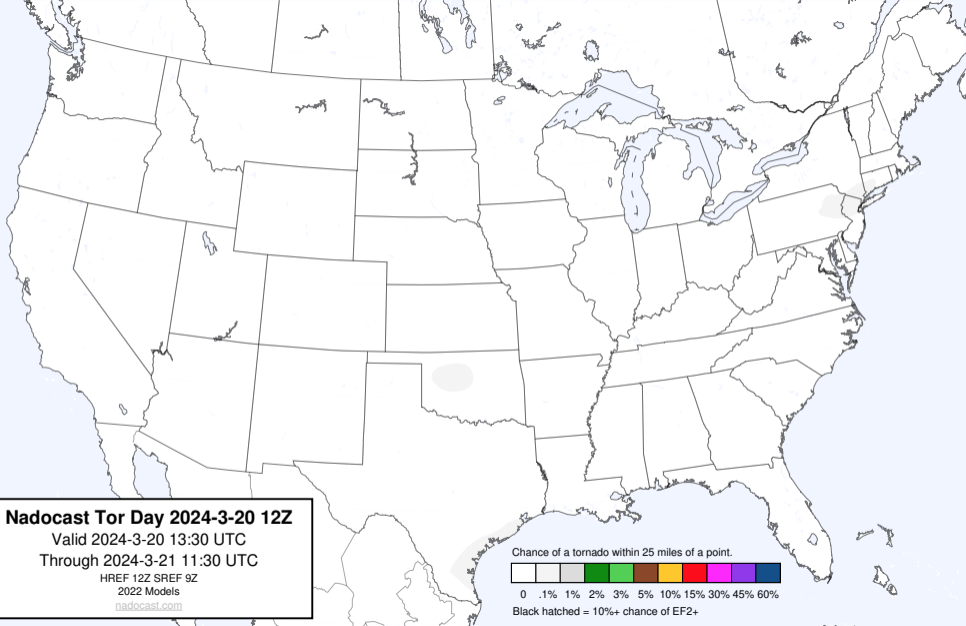 Nadocast Tor Day 2024-3-20 12Z
Valid 2024-3-20 13:30 UTC
Through 2024-3-21 11:30 UTC
HREF 12Z SREF 9Z
2022 Models
nadocast.com
Chance of a tornado within 25 miles of a point.
0 .1% 1% 2% 3% 5% 10% 15% 30% 45% 60%
Black hatched = 10%+ chance of EF2+